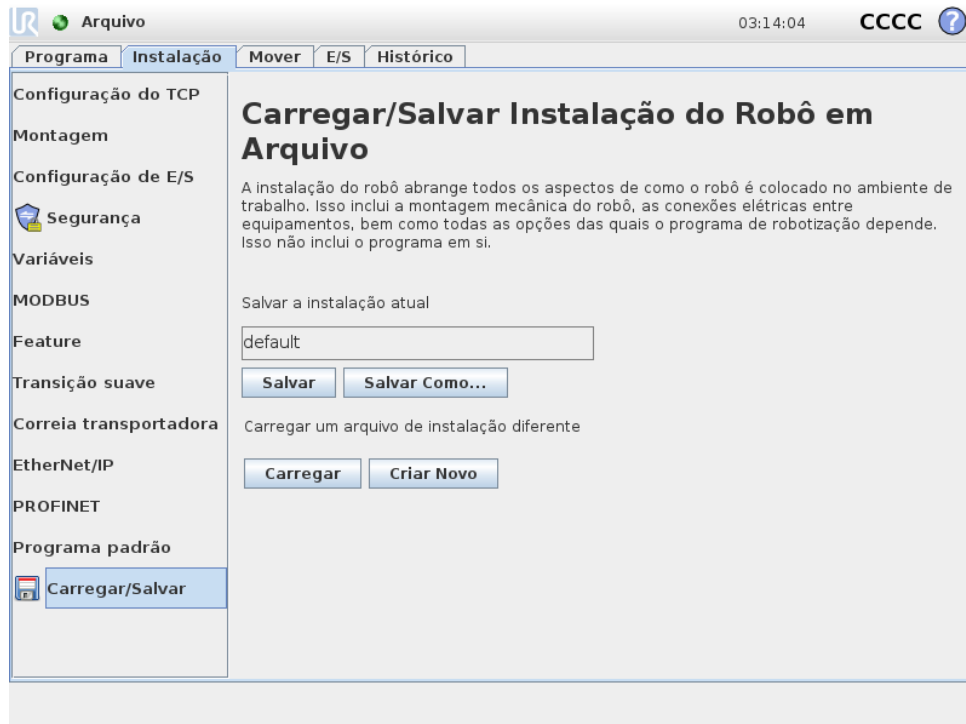 UR Arquivo 03:14:04 CCCC ?
Programa Instalação Mover E/S Histórico
Configuração do TCP
Montagem
Configuração de E/S
Segurança
Variáveis
MODBUS
Feature
Transição suave
Correia transportadora
EtherNet/IP
PROFINET
Programa padrão
Carregar/Salvar
Carregar/Salvar Instalação do Robô em
Arquivo
A instalação do robô abrange todos os aspectos de como o robô é colocado no ambiente de
trabalho. Isso inclui a montagem mecânica do robô, as conexões elétricas entre
equipamentos, bem como todas as opções das quais o programa de robotização depende.
Isso não inclui o programa em si.
Salvar a instalação atual
default
Salvar Salvar Como...
Carregar um arquivo de instalação diferente
Carregar Criar Novo